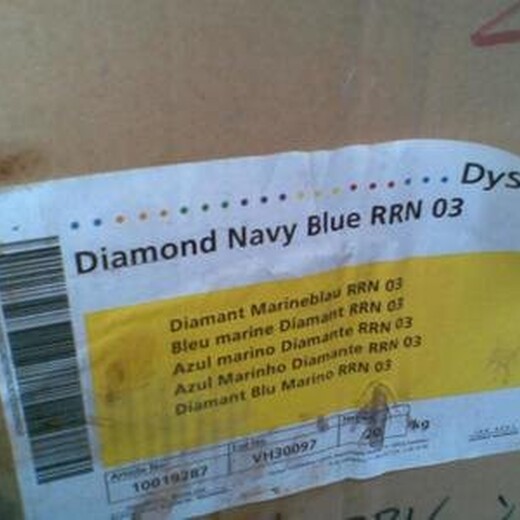 Dys
Diamond Navy Blue RRN 03
Diamant Marineblau RRN 03
Bleu marine Diamant RRN 03
Azul marino Diamante RRN 03
Azul Marinho Diamante RRN 03
Diamant Blu Marino RRN 03
10019287 VH30097 20 kg